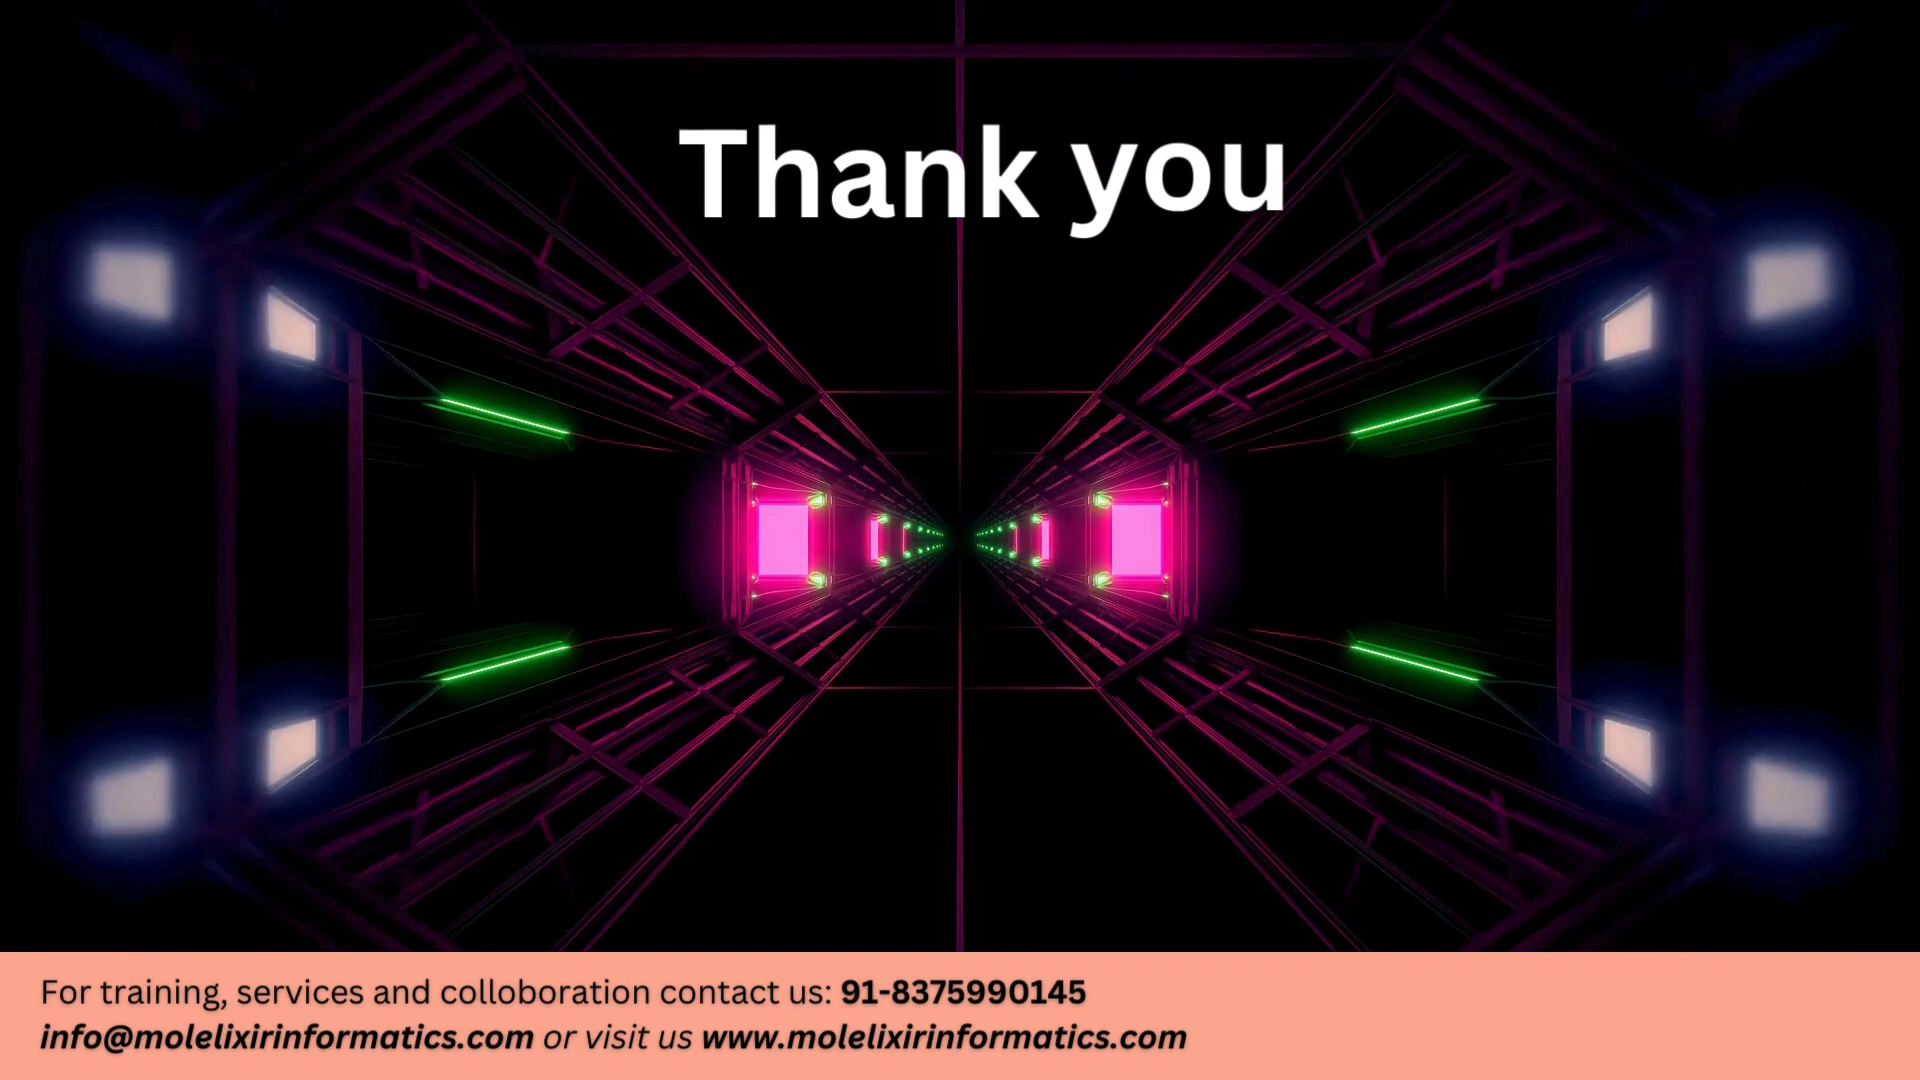 Thank you
For training, services and colloboration contact us: 91-8375990145
info@molelixirinformatics.com or visit us www.molelixirinformatics.com